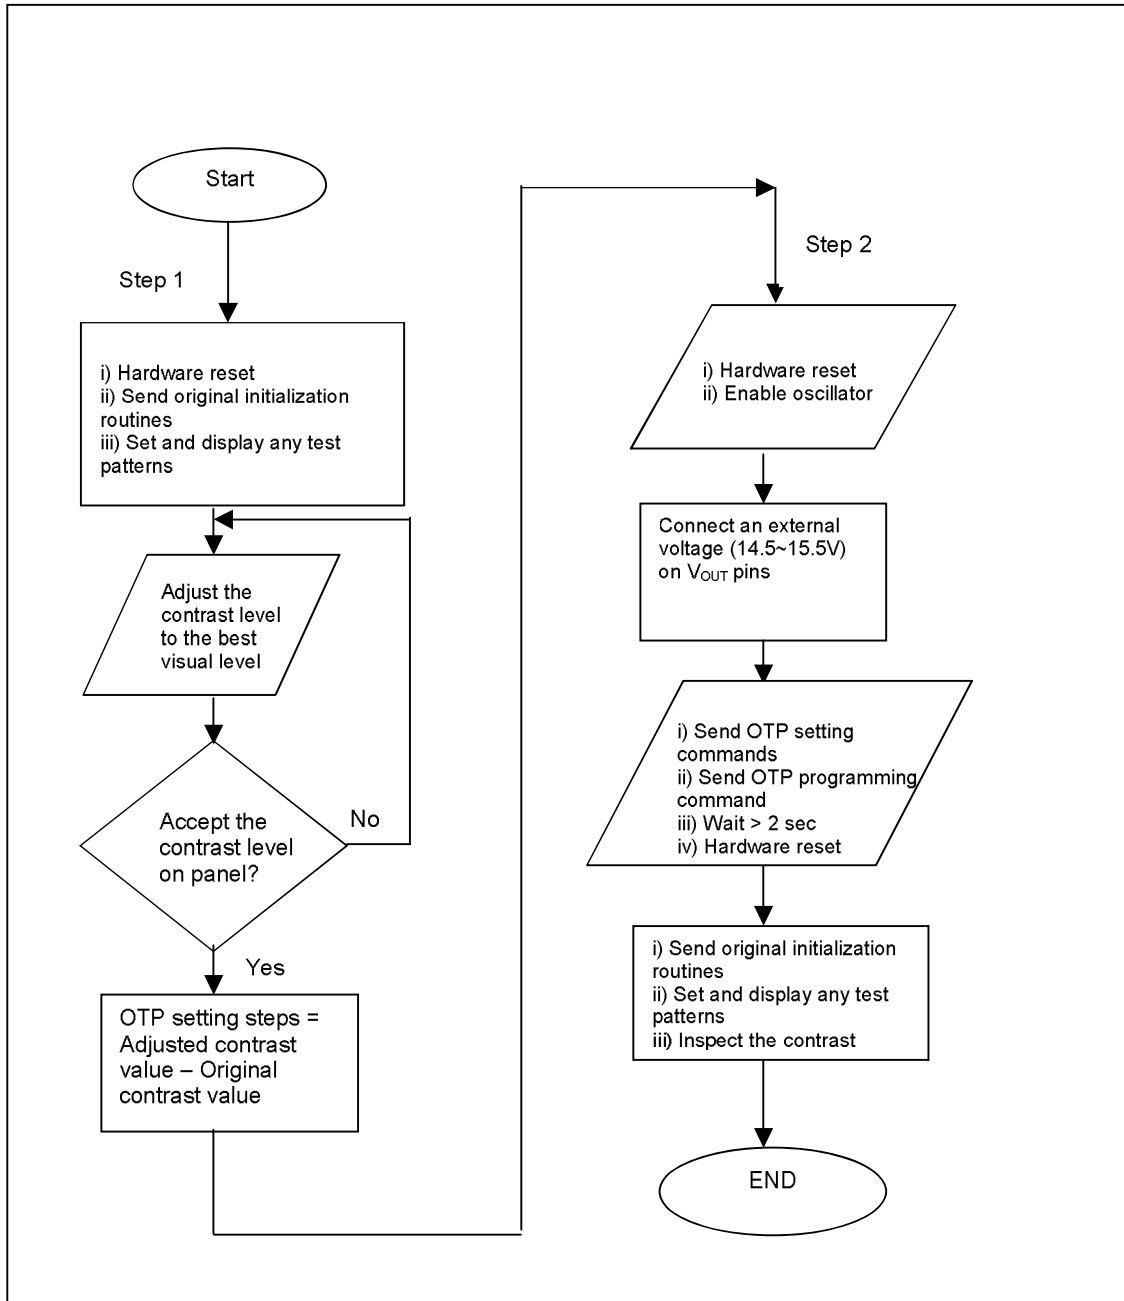 Start
Step 1
i) Hardware reset
ii) Send original initialization
routines
iii) Set and display any test
patterns
Adjust the
contrast level
to the best
visual level
Accept the
contrast level
on panel?
No
Yes
OTP setting steps =
Adjusted contrast
value – Original
contrast value
Step 2
i) Hardware reset
ii) Enable oscillator
Connect an external
voltage (14.5~15.5V)
on VOUT pins
i) Send OTP setting
commands
ii) Send OTP programming
command
iii) Wait > 2 sec
iv) Hardware reset
i) Send original initialization
routines
ii) Set and display any test
patterns
iii) Inspect the contrast
END